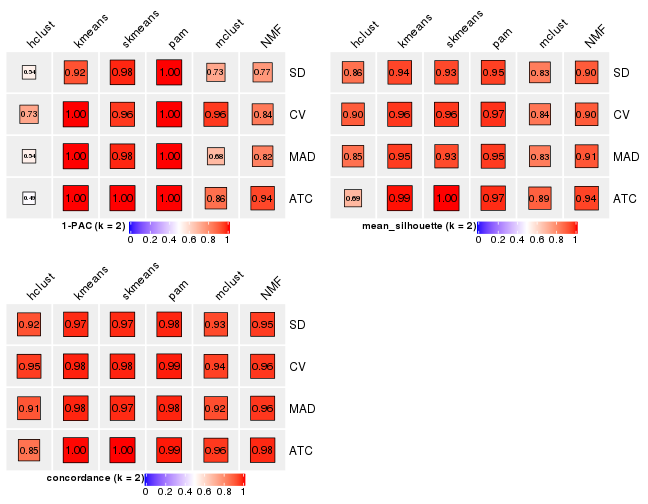 hclust kmeans skmeans pam mclust NMF
0.54 0.92 0.98 1.00 0.73 0.77 SD
0.73 1.00 0.96 1.00 0.96 0.84 CV
0.54 1.00 0.98 1.00 0.68 0.82 MAD
0.49 1.00 1.00 1.00 0.86 0.94 ATC
1-PAC (k = 2)
0 0.2 0.4 0.6 0.8 1
hclust kmeans skmeans pam mclust NMF
0.86 0.94 0.93 0.95 0.83 0.90 SD
0.90 0.96 0.96 0.97 0.84 0.90 CV
0.85 0.95 0.93 0.95 0.83 0.91 MAD
0.69 0.99 1.00 0.97 0.89 0.94 ATC
mean_silhouette (k = 2)
0 0.2 0.4 0.6 0.8 1
hclust kmeans skmeans pam mclust NMF
0.92 0.97 0.97 0.98 0.93 0.95 SD
0.95 0.98 0.98 0.99 0.94 0.96 CV
0.91 0.98 0.97 0.98 0.92 0.96 MAD
0.85 1.00 1.00 0.99 0.96 0.98 ATC
concordance (k = 2)
0 0.2 0.4 0.6 0.8 1